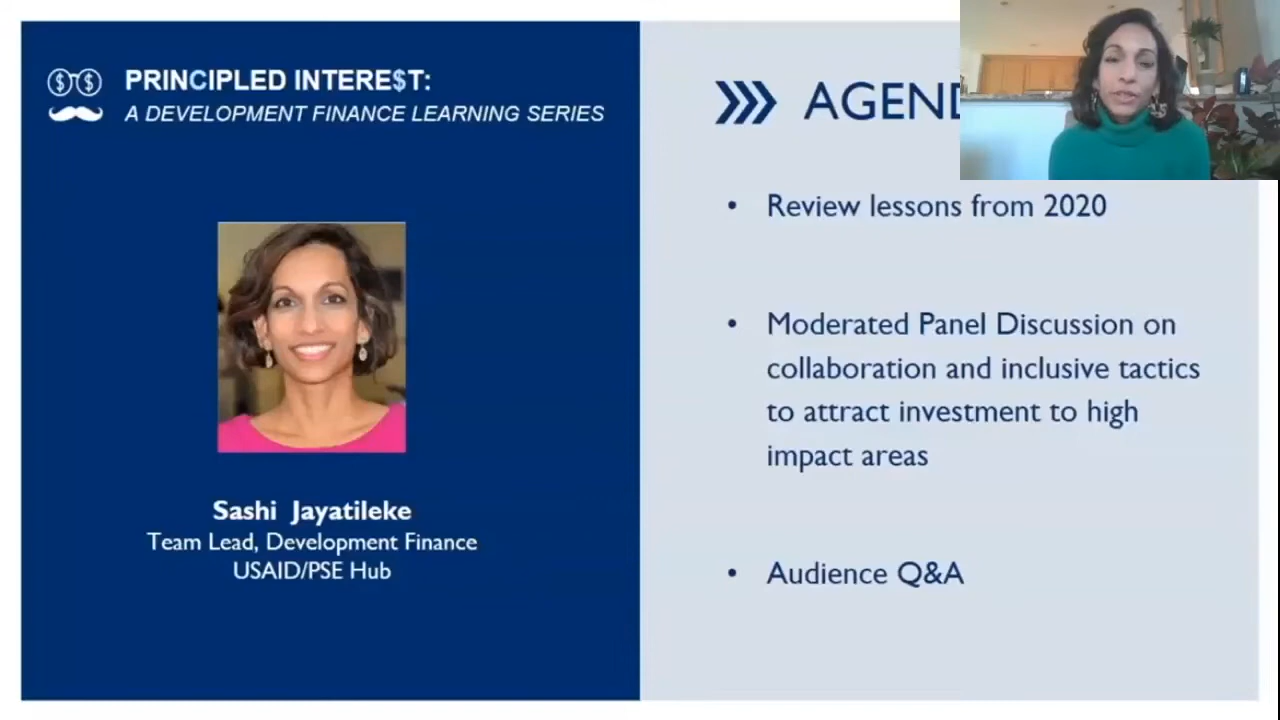 PRINCIPLED INTERE$T:
A DEVELOPMENT FINANCE LEARNING SERIES
Sashi Jayatileke
Team Lead, Development Finance
USAID/PSE Hub
AGEND
• Review lessons from 2020
• Moderated Panel Discussion on
collaboration and inclusive tactics
to attract investment to high
impact areas
• Audience Q&A